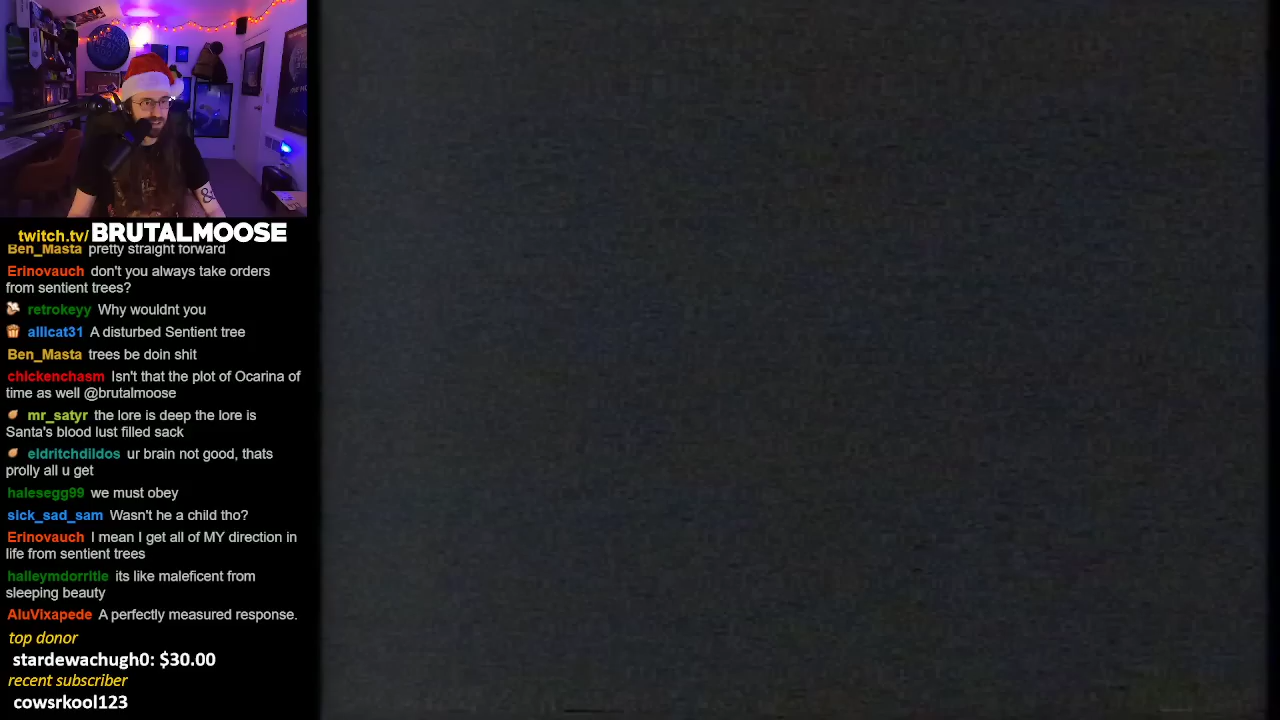 twitch.tv/BRUTALMOOSE
Ben_Masta pretty straight forward
Erinovauch don't you always take orders
from sentient trees?
retrokeyy Why wouldnt you
allicat31 A disturbed Sentient tree
Ben_Masta trees be doin shit
chickenchasm Isn't that the plot of Ocarina of
time as well @brutalmoose
mr_satyr the lore is deep the lore is
Santa's blood lust filled sack
eldritchdildos ur brain not good, thats
prolly all u get
halesegg99 we must obey
sick_sad_sam Wasn't he a child tho?
Erinovauch I mean I get all of MY direction in
life from sentient trees
halleymdorritle its like maleficent from
sleeping beauty
AluVixapede A perfectly measured response.
top donor
stardewachugh0: $30.00
recent subscriber
cowsrkool123